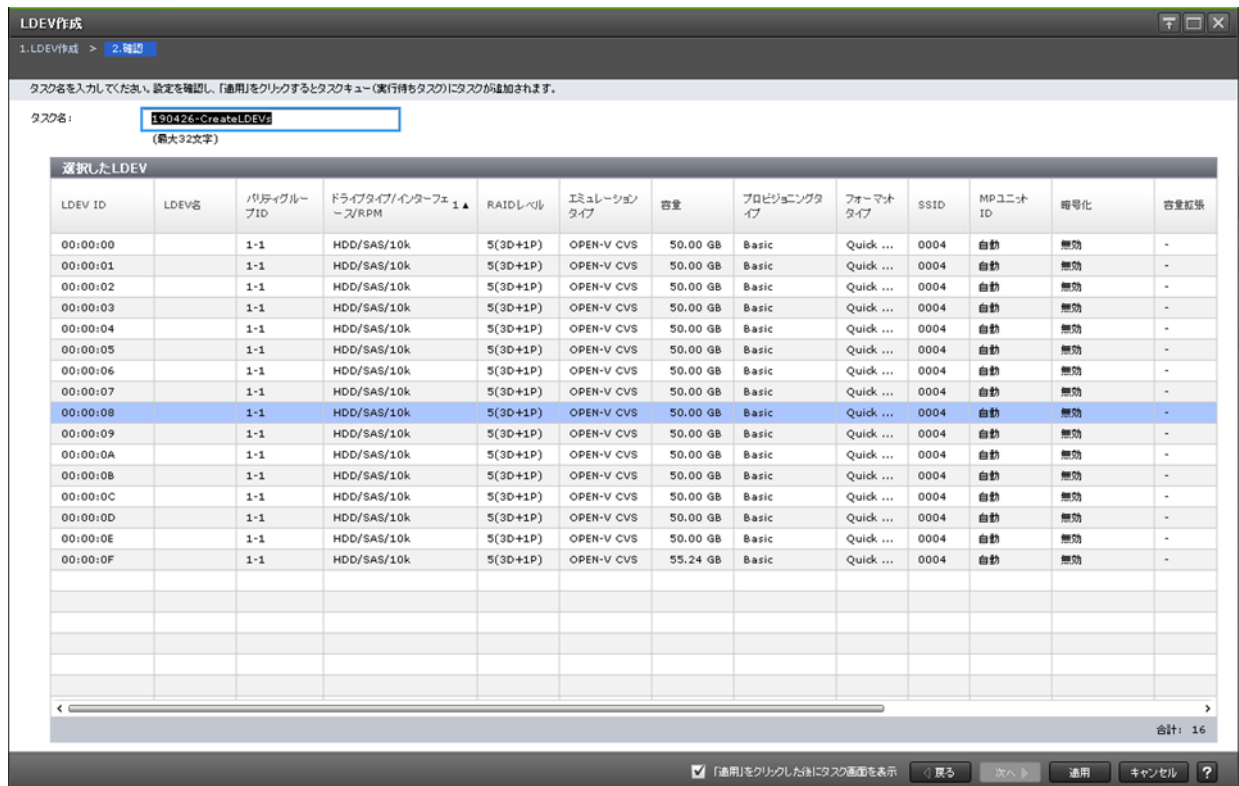 LDEV作成
1.LDEV作成 > 2.確認
タスク名を入力してください。設定を確認し、「適用」をクリックするとタスクキュー(実行待ちタスク)にタスクが追加されます。
タスク名: 190426-CreateLDEVs
(最大32文字)
選択したLDEV
LDEV ID LDEV名 パリティグループID ドライブタイプ/インターフェース/RPM 1▲ RAIDレベル エミュレーションタイプ 容量 プロビジョニングタイプ フォーマットタイプ SSID MPユニットID 暗号化 容量拡張
00:00:00 1-1 HDD/SAS/10k 5(3D+1P) OPEN-V CVS 50.00 GB Basic Quick ... 0004 自動 無効 -
00:00:01 1-1 HDD/SAS/10k 5(3D+1P) OPEN-V CVS 50.00 GB Basic Quick ... 0004 自動 無効 -
00:00:02 1-1 HDD/SAS/10k 5(3D+1P) OPEN-V CVS 50.00 GB Basic Quick ... 0004 自動 無効 -
00:00:03 1-1 HDD/SAS/10k 5(3D+1P) OPEN-V CVS 50.00 GB Basic Quick ... 0004 自動 無効 -
00:00:04 1-1 HDD/SAS/10k 5(3D+1P) OPEN-V CVS 50.00 GB Basic Quick ... 0004 自動 無効 -
00:00:05 1-1 HDD/SAS/10k 5(3D+1P) OPEN-V CVS 50.00 GB Basic Quick ... 0004 自動 無効 -
00:00:06 1-1 HDD/SAS/10k 5(3D+1P) OPEN-V CVS 50.00 GB Basic Quick ... 0004 自動 無効 -
00:00:07 1-1 HDD/SAS/10k 5(3D+1P) OPEN-V CVS 50.00 GB Basic Quick ... 0004 自動 無効 -
00:00:08 1-1 HDD/SAS/10k 5(3D+1P) OPEN-V CVS 50.00 GB Basic Quick ... 0004 自動 無効 -
00:00:09 1-1 HDD/SAS/10k 5(3D+1P) OPEN-V CVS 50.00 GB Basic Quick ... 0004 自動 無効 -
00:00:0A 1-1 HDD/SAS/10k 5(3D+1P) OPEN-V CVS 50.00 GB Basic Quick ... 0004 自動 無効 -
00:00:0B 1-1 HDD/SAS/10k 5(3D+1P) OPEN-V CVS 50.00 GB Basic Quick ... 0004 自動 無効 -
00:00:0C 1-1 HDD/SAS/10k 5(3D+1P) OPEN-V CVS 50.00 GB Basic Quick ... 0004 自動 無効 -
00:00:0D 1-1 HDD/SAS/10k 5(3D+1P) OPEN-V CVS 50.00 GB Basic Quick ... 0004 自動 無効 -
00:00:0E 1-1 HDD/SAS/10k 5(3D+1P) OPEN-V CVS 50.00 GB Basic Quick ... 0004 自動 無効 -
00:00:0F 1-1 HDD/SAS/10k 5(3D+1P) OPEN-V CVS 55.24 GB Basic Quick ... 0004 自動 無効 -
合計: 16
「適用」をクリックした後にタスク画面を表示 戻る 次へ 適用 キャンセル ?